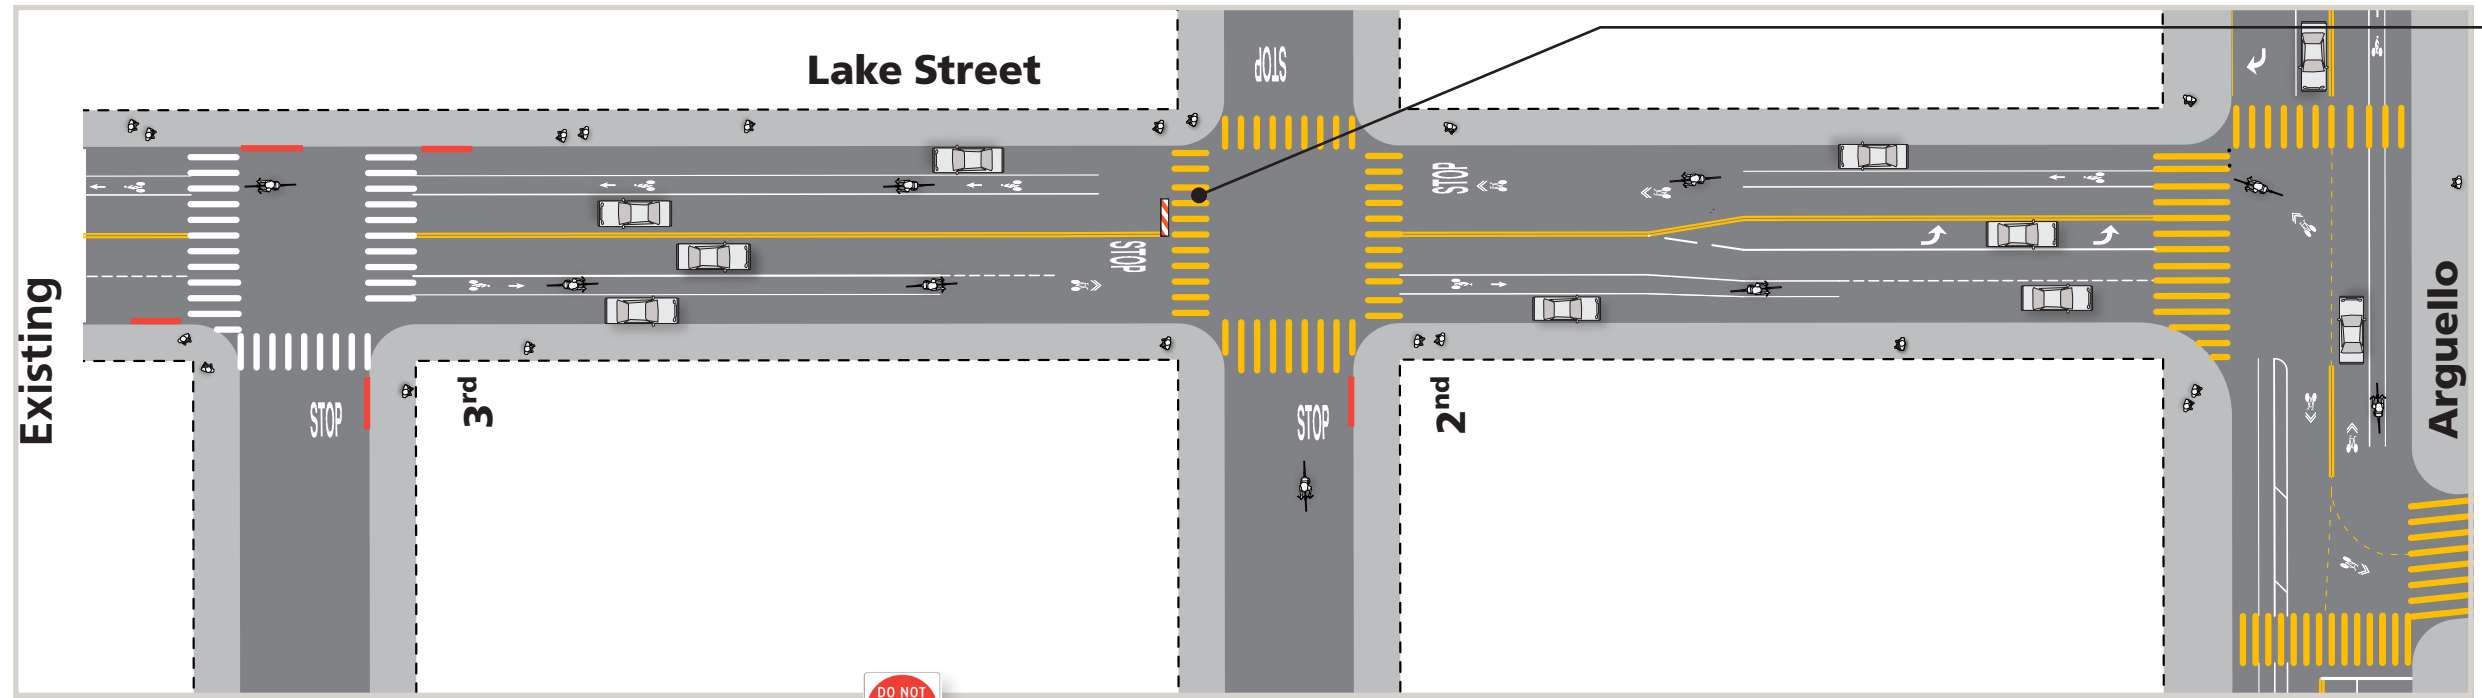 Lake Street
STOP
STOP
STOP
Existing
3rd
2nd
Arguello
STOP
STOP
DO NOT